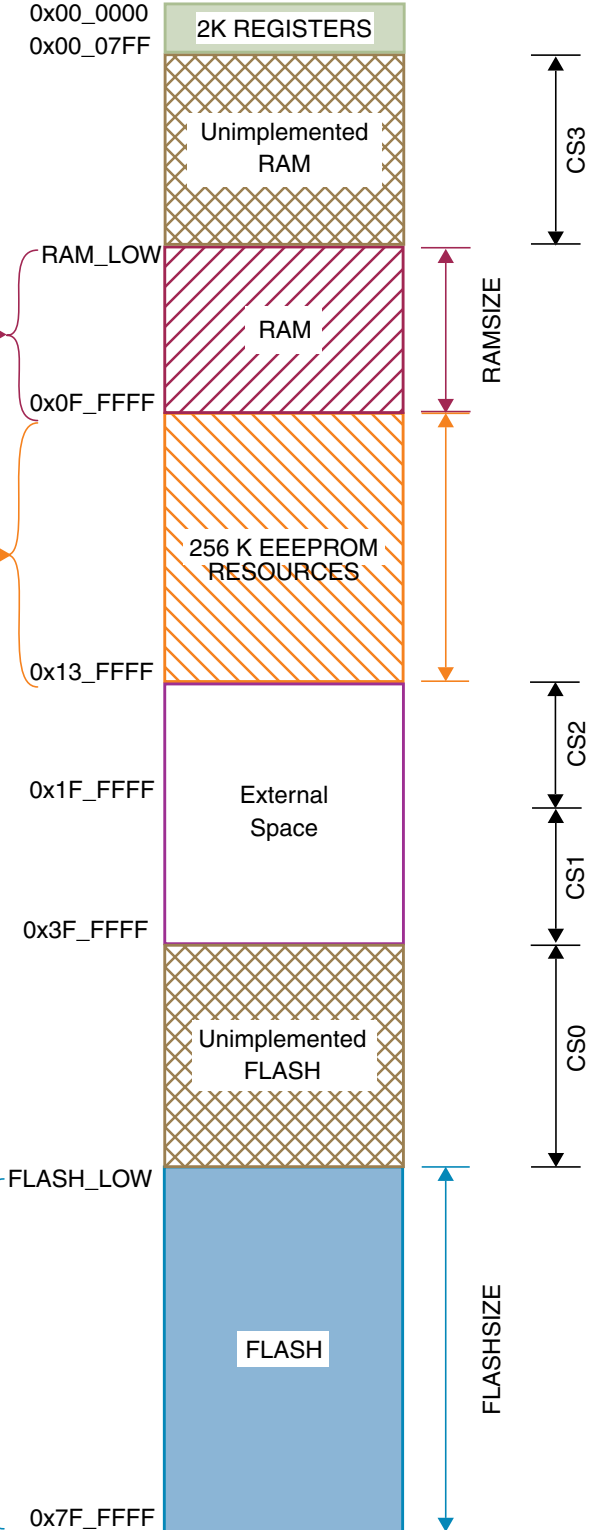 0x00_0000
2K REGISTERS
0x00_07FF
Unimplemented
RAM
CS3
RAM_LOW
RAM
RAMSIZE
0x0F_FFFF
256 K EEEPROM
RESOURCES
0x13_FFFF
CS2
0x1F_FFFF
External
Space
CS1
0x3F_FFFF
Unimplemented
FLASH
CS0
FLASH_LOW
FLASH
FLASHSIZE
0x7F_FFFF